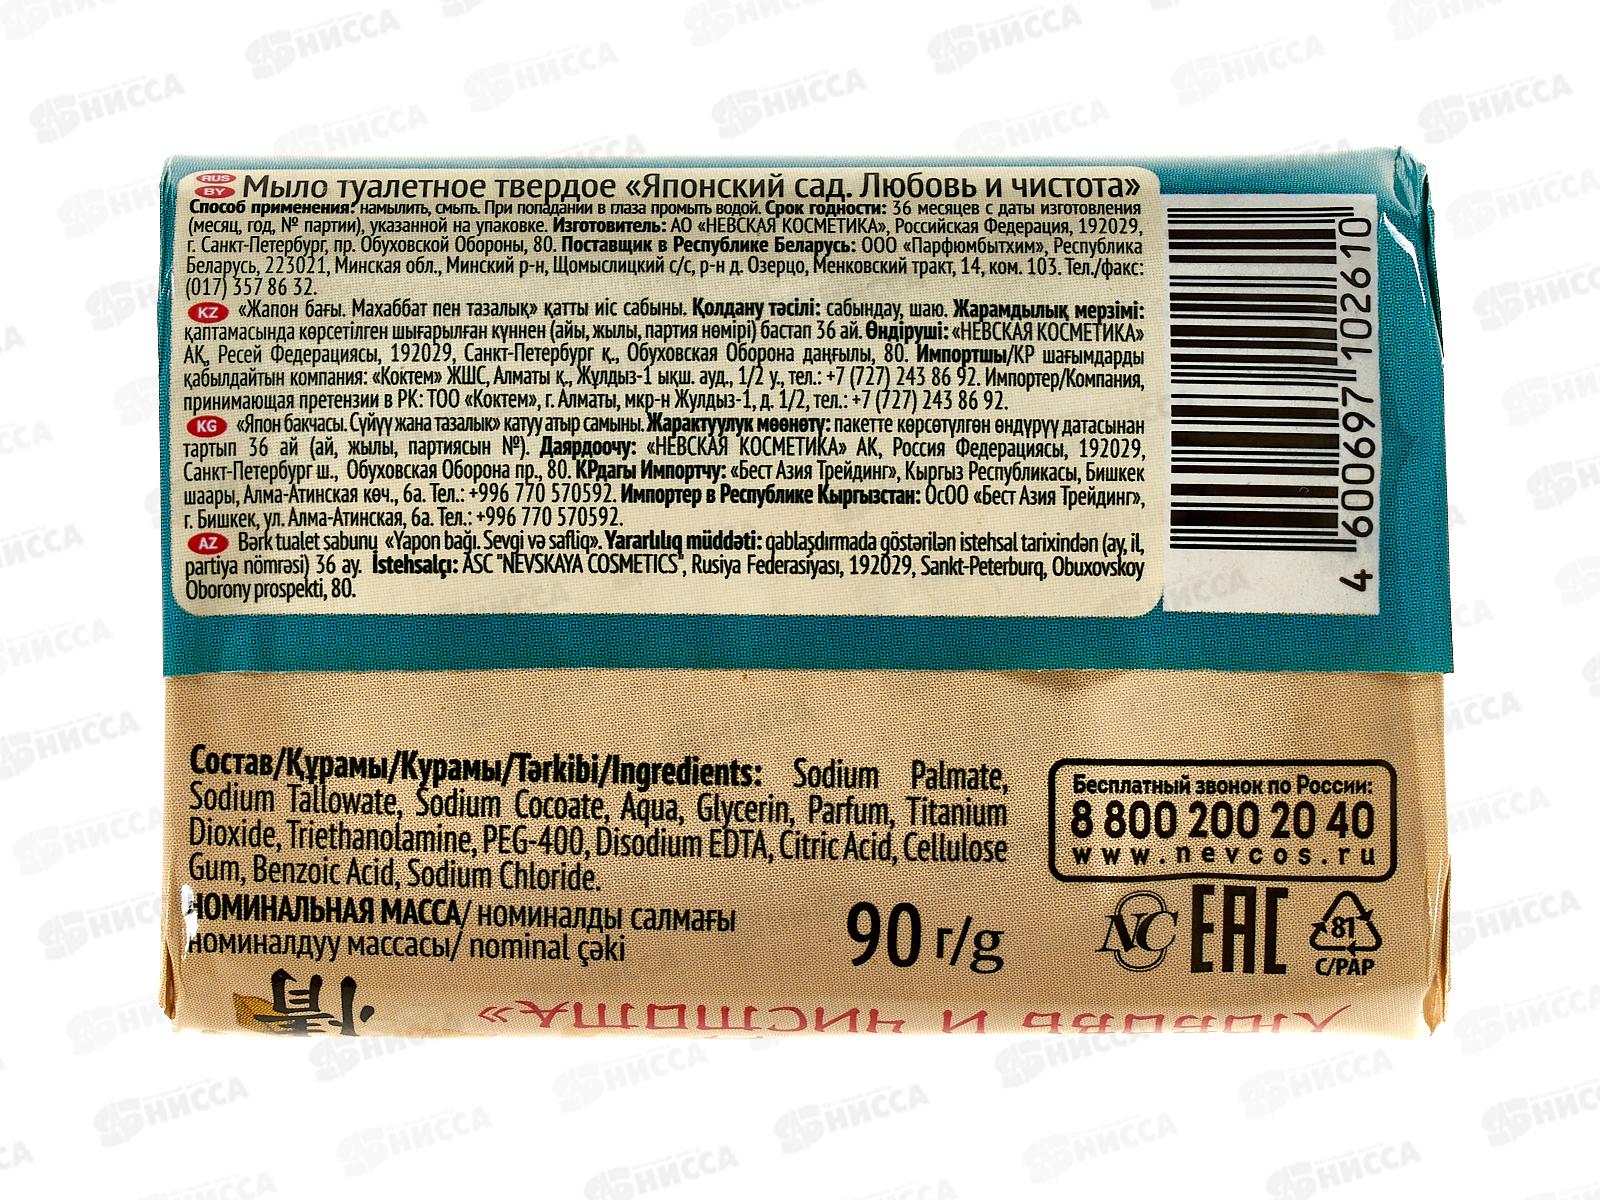 RUS
BY
Мыло туалетное твердое «Японский сад. Любовь и чистота»
Способ применения: намылить, смыть. При попадании в глаза промыть водой. Срок годности: 36 месяцев с даты изготовления
(месяц, год, № партии), указанной на упаковке. Изготовитель: АО «НЕВСКАЯ КОСМЕТИКА», Российская Федерация, 192029,
г. Санкт-Петербург, пр. Обуховской Обороны, 80. Поставщик в Республике Беларусь: ООО «Парфюмбытхим», Республика
Беларусь, 223021, Минская обл., Минский р-н, Щомыслицкий с/с, р-н д. Озерцо, Менковский тракт, 14, ком. 103. Тел./факс:
(017) 357 86 32.
KZ «Жапон бағы. Махаббат пен тазалық» қатты иіс сабыны. Қолдану тәсілі: сабындау, шаю. Жарамдылық мерзімі:
қаптамасында көрсетілген шығарылған күннен (айы, жылы, партия нөмірі) бастап 36 ай. Өндіруші: «НЕВСКАЯ КОСМЕТИКА»
АҚ, Ресей Федерациясы, 192029, Санкт-Петербург қ., Обуховская Оборона даңғылы, 80. Импортшы/КР шағымдарды
қабылдайтын компания: «Коктем» ЖШС, Алматы қ., Жұлдыз-1 ықш. ауд., 1/2 у., тел.: +7 (727) 243 86 92. Импортер/Компания,
принимающая претензии в РК: ТОО «Коктем», г. Алматы, мкр-н Жулдыз-1, д. 1/2, тел.: +7 (727) 243 86 92.
KG «Япон бакчасы. Сүйүү жана тазалык» катуу атыр самыны. Жарактуулук мөөнөтү: пакетте көрсөтүлгөн өндүрүү датасынан
тартып 36 ай (ай, жылы, партиясын №). Даярдоочу: «НЕВСКАЯ КОСМЕТИКА» АК, Россия Федерациясы, 192029,
Санкт-Петербург ш., Обуховская Оборона пр., 80. КРдагы Импортчу: «Бест Азия Трейдинг», Кыргыз Республикасы, Бишкек
шаары, Алма-Атинская көч., 6а. Тел.: +996 770 570592. Импортер в Республике Кыргызстан: ОсОО «Бест Азия Трейдинг»,
г. Бишкек, ул. Алма-Атинская, 6а. Тел.: +996 770 570592.
AZ Bərk tualet sabunu «Yapon bağı. Sevgi və saflıq». Yararlılıq müddəti: qablaşdırmada göstərilən istehsal tarixindən (ay, il,
partiya nömrəsi) 36 ay. İstehsalçı: ASC "NEVSKAYA COSMETICS", Rusiya Federasiyası, 192029, Sankt-Peterburq, Obuxovskoy
Oborony prospekti, 80.
4 600697 102610
Состав/Құрамы/Курамы/Tərkibi/Ingredients: Sodium Palmate,
Sodium Tallowate, Sodium Cocoate, Aqua, Glycerin, Parfum, Titanium
Dioxide, Triethanolamine, PEG-400, Disodium EDTA, Citric Acid, Cellulose
Gum, Benzoic Acid, Sodium Chloride.
НОМИНАЛЬНАЯ МАССА/ номиналды салмағы
номиналдуу массасы/ nominal çəki
90 г/g
Бесплатный звонок по России:
8 800 200 20 40
www.nevcos.ru
NC
EAC
81
C/PAP
Любовь и чистота»
НИССА